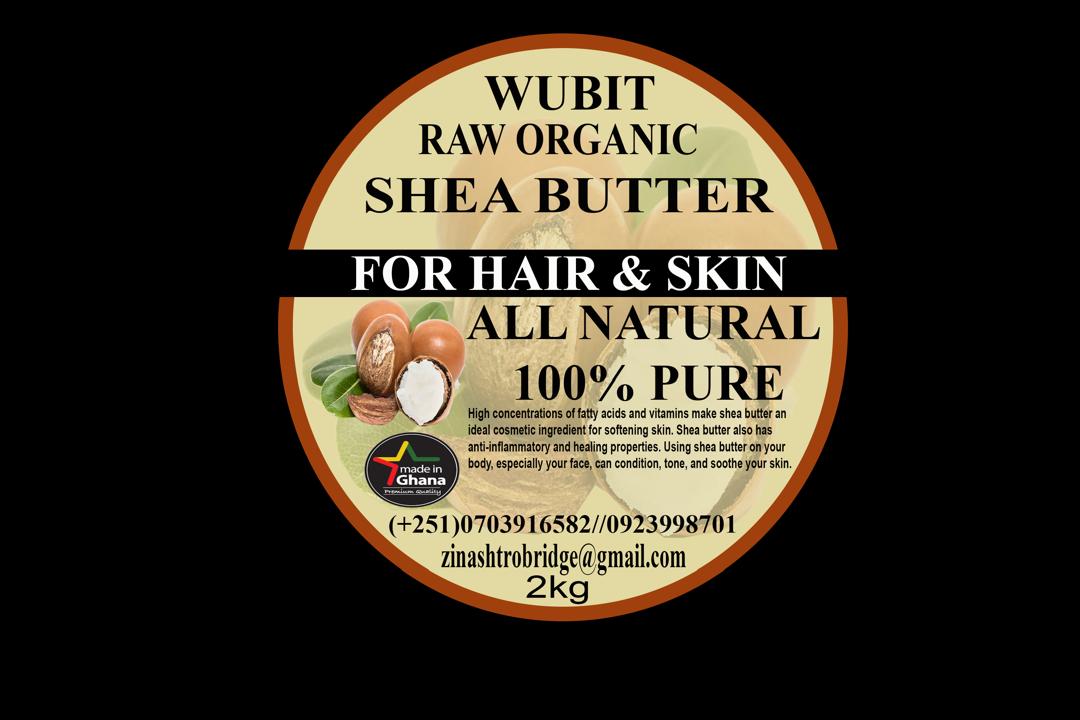 WUBIT
RAW ORGANIC
SHEA BUTTER
FOR HAIR & SKIN
ALL NATURAL
100% PURE
High concentrations of fatty acids and vitamins make shea butter an
ideal cosmetic ingredient for softening skin. Shea butter also has
anti-inflammatory and healing properties. Using shea butter on your
body, especially your face, can condition, tone, and soothe your skin.
made in
Ghana
Premium Quality
(+251)0703916582//0923998701
zinashtrobridge@gmail.com
2kg